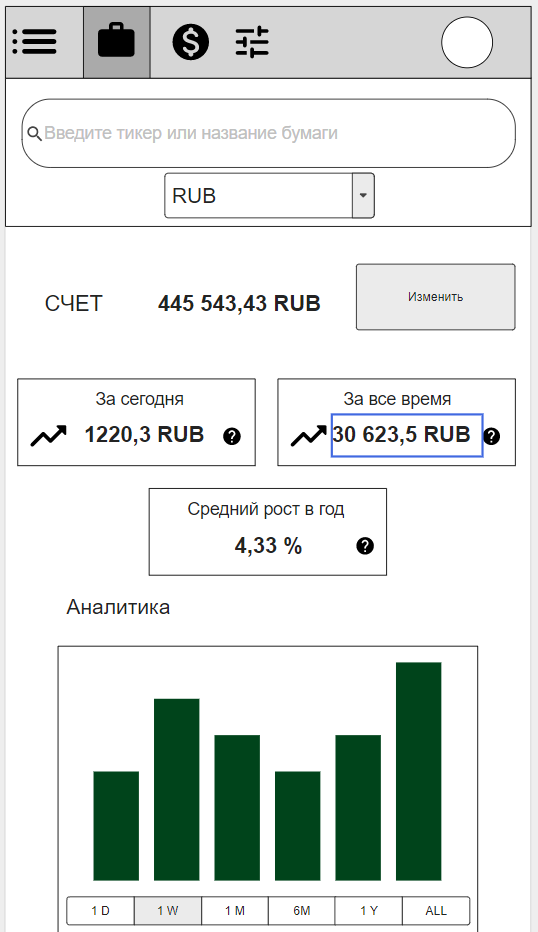 Введите тикер или название бумаги
RUB
СЧЕТ 445 543,43 RUB Изменить
За сегодня За все время
1220,3 RUB ? 30 623,5 RUB ?
Средний рост в год
4,33 % ?
Аналитика
1 D 1 W 1 M 6M 1 Y ALL